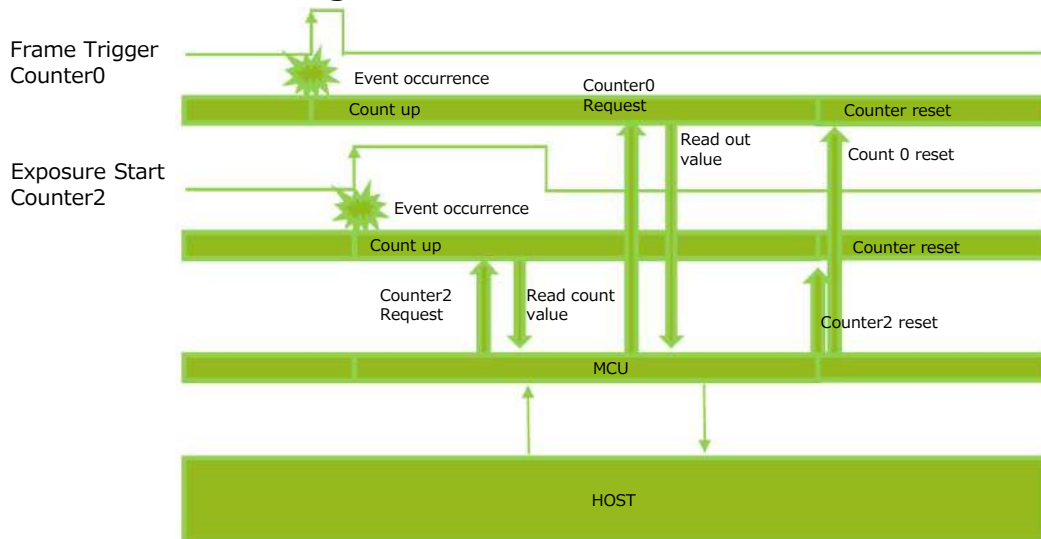 Frame Trigger
Counter0
Event occurrence
Counter0
Request
Count up
Counter reset
Read out
value
Count 0 reset
Exposure Start
Counter2
Event occurrence
Count up
Counter reset
Counter2
Request
Read count
value
Counter2 reset
MCU
HOST